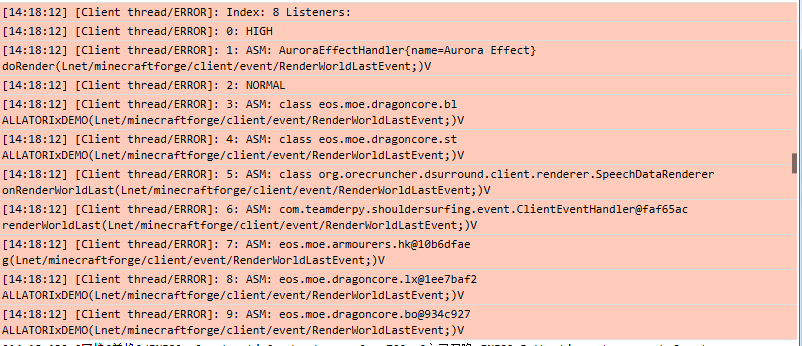 [14:18:12] [Client thread/ERROR]: Index: 8 Listeners:
[14:18:12] [Client thread/ERROR]: 0: HIGH
[14:18:12] [Client thread/ERROR]: 1: ASM: AuroraEffectHandler{name=Aurora Effect}
doRender(Lnet/minecraftforge/client/event/RenderWorldLastEvent;)V
[14:18:12] [Client thread/ERROR]: 2: NORMAL
[14:18:12] [Client thread/ERROR]: 3: ASM: class eos.moe.dragoncore.bl
ALLATORIxDEMO(Lnet/minecraftforge/client/event/RenderWorldLastEvent;)V
[14:18:12] [Client thread/ERROR]: 4: ASM: class eos.moe.dragoncore.st
ALLATORIxDEMO(Lnet/minecraftforge/client/event/RenderWorldLastEvent;)V
[14:18:12] [Client thread/ERROR]: 5: ASM: class org.orecruncher.dsurround.client.renderer.SpeechDataRenderer
onRenderWorldLast(Lnet/minecraftforge/client/event/RenderWorldLastEvent;)V
[14:18:12] [Client thread/ERROR]: 6: ASM: com.teamderpy.shouldersurfing.event.ClientEventHandler@faf65ac
renderWorldLast(Lnet/minecraftforge/client/event/RenderWorldLastEvent;)V
[14:18:12] [Client thread/ERROR]: 7: ASM: eos.moe.armourers.hk@10b6dfae
g(Lnet/minecraftforge/client/event/RenderWorldLastEvent;)V
[14:18:12] [Client thread/ERROR]: 8: ASM: eos.moe.dragoncore.lx@1ee7baf2
ALLATORIxDEMO(Lnet/minecraftforge/client/event/RenderWorldLastEvent;)V
[14:18:12] [Client thread/ERROR]: 9: ASM: eos.moe.dragoncore.bo@934c927
ALLATORIxDEMO(Lnet/minecraftforge/client/event/RenderWorldLastEvent;)V